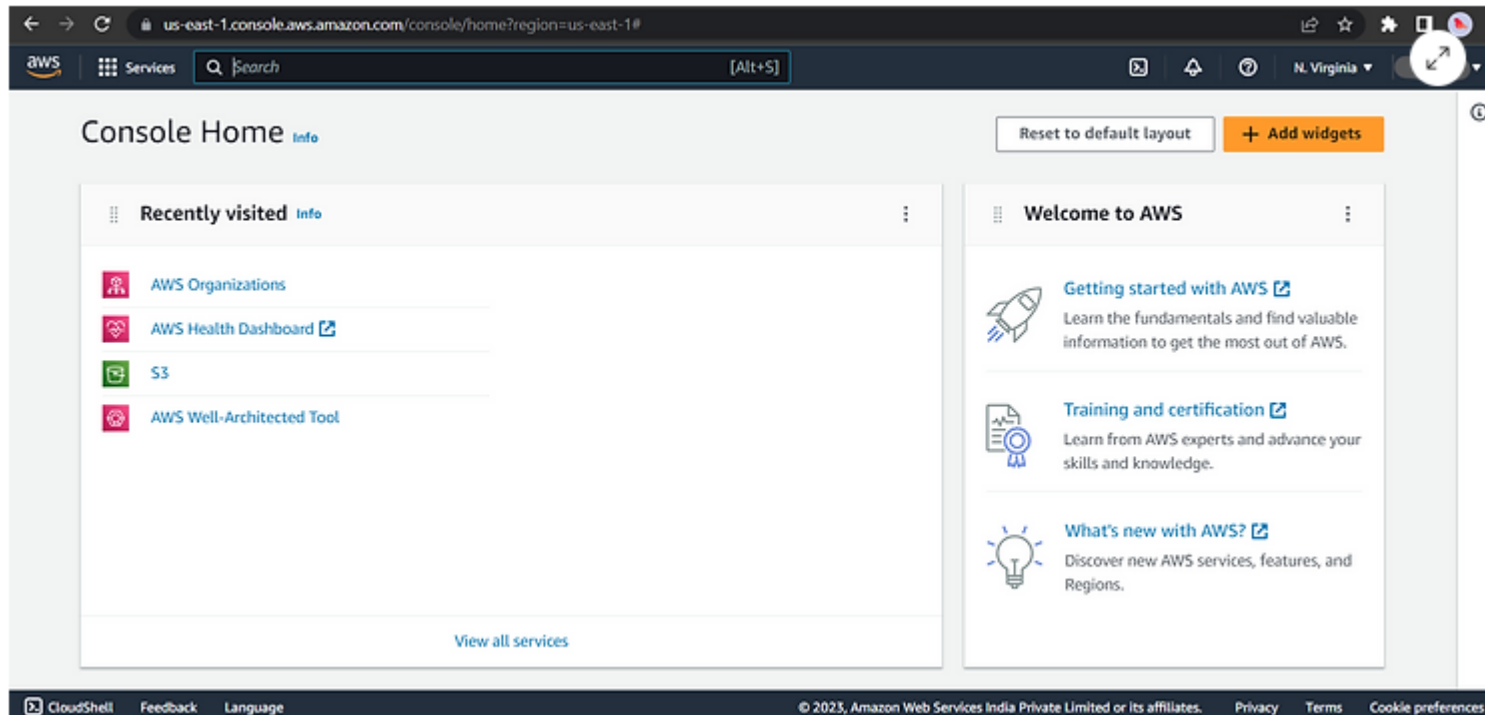 us-east-1.console.aws.amazon.com/console/home?region=us-east-1#
aws Services Search [Alt+S] N. Virginia
Console Home Info
Reset to default layout
+ Add widgets
Recently visited Info
AWS Organizations
AWS Health Dashboard
S3
AWS Well-Architected Tool
View all services
Welcome to AWS
Getting started with AWS
Learn the fundamentals and find valuable
information to get the most out of AWS.
Training and certification
Learn from AWS experts and advance your
skills and knowledge.
What's new with AWS?
Discover new AWS services, features, and
Regions.
CloudShell Feedback Language © 2023, Amazon Web Services India Private Limited or its affiliates. Privacy Terms Cookie preferences